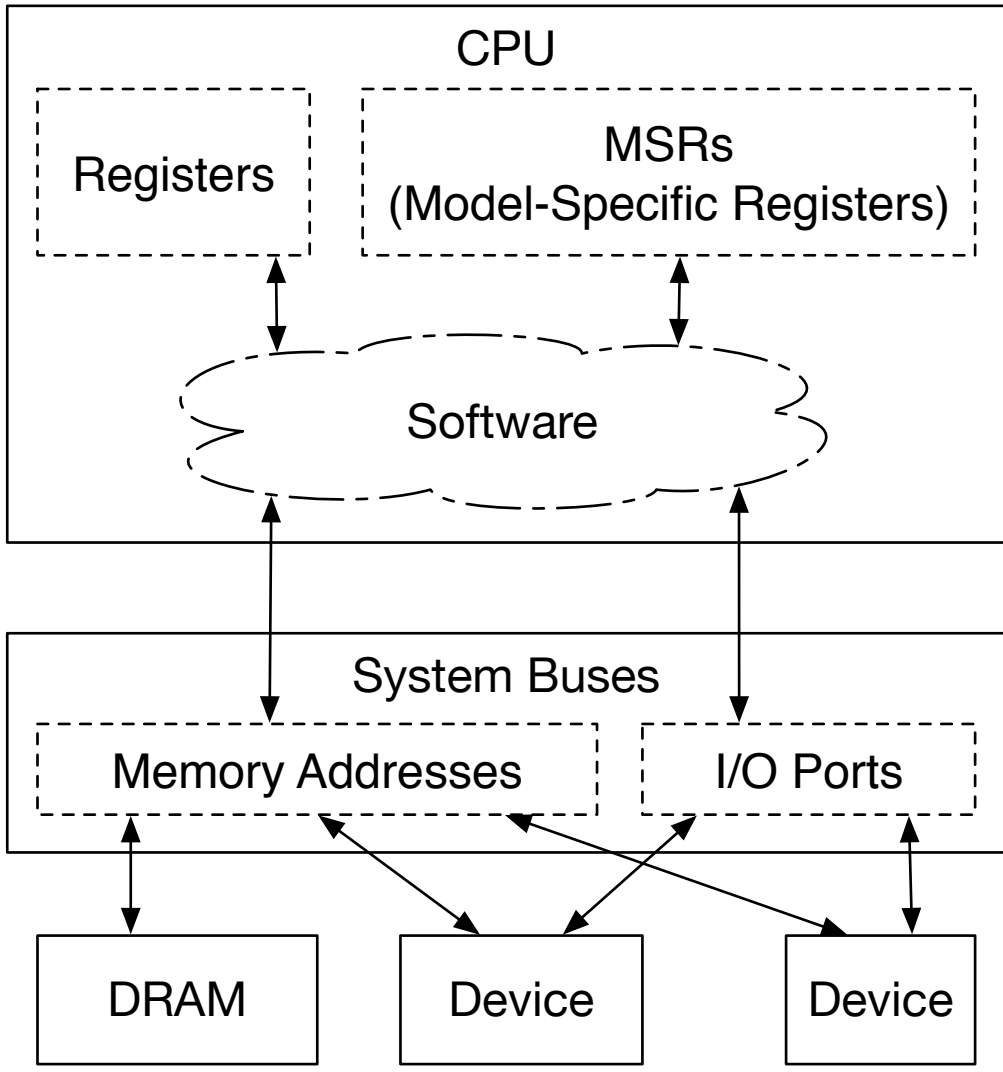 CPU
Registers
MSRs
(Model-Specific Registers)
Software
System Buses
Memory Addresses
I/O Ports
DRAM
Device
Device